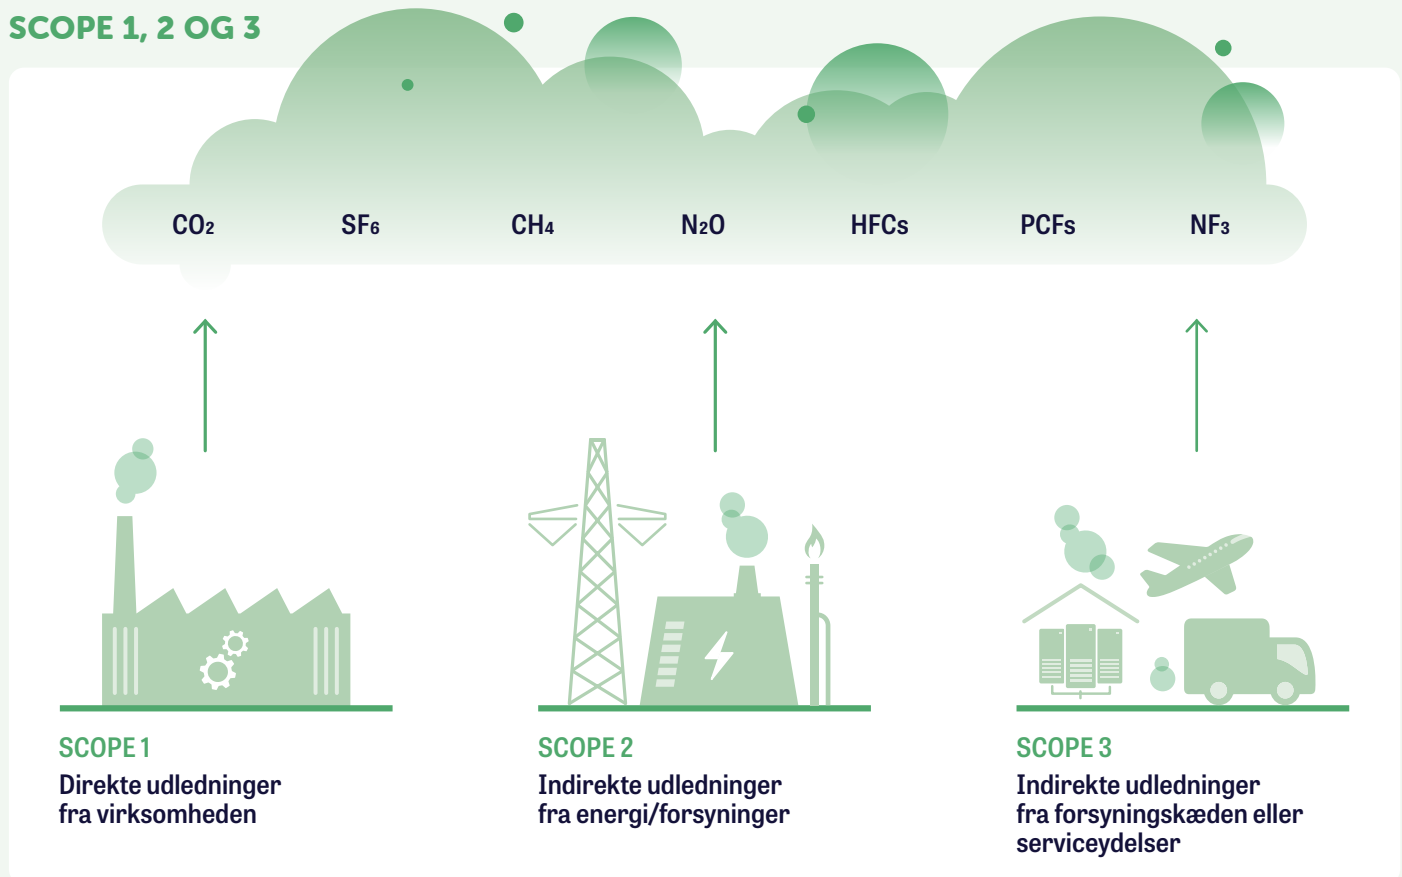 SCOPE 1, 2 OG 3
CO₂ SF₆ CH₄ N₂O HFCs PCFs NF₃
SCOPE 1
Direkte udledninger
fra virksomheden
SCOPE 2
Indirekte udledninger
fra energi/forsyninger
SCOPE 3
Indirekte udledninger
fra forsyningskæden eller
serviceydelser